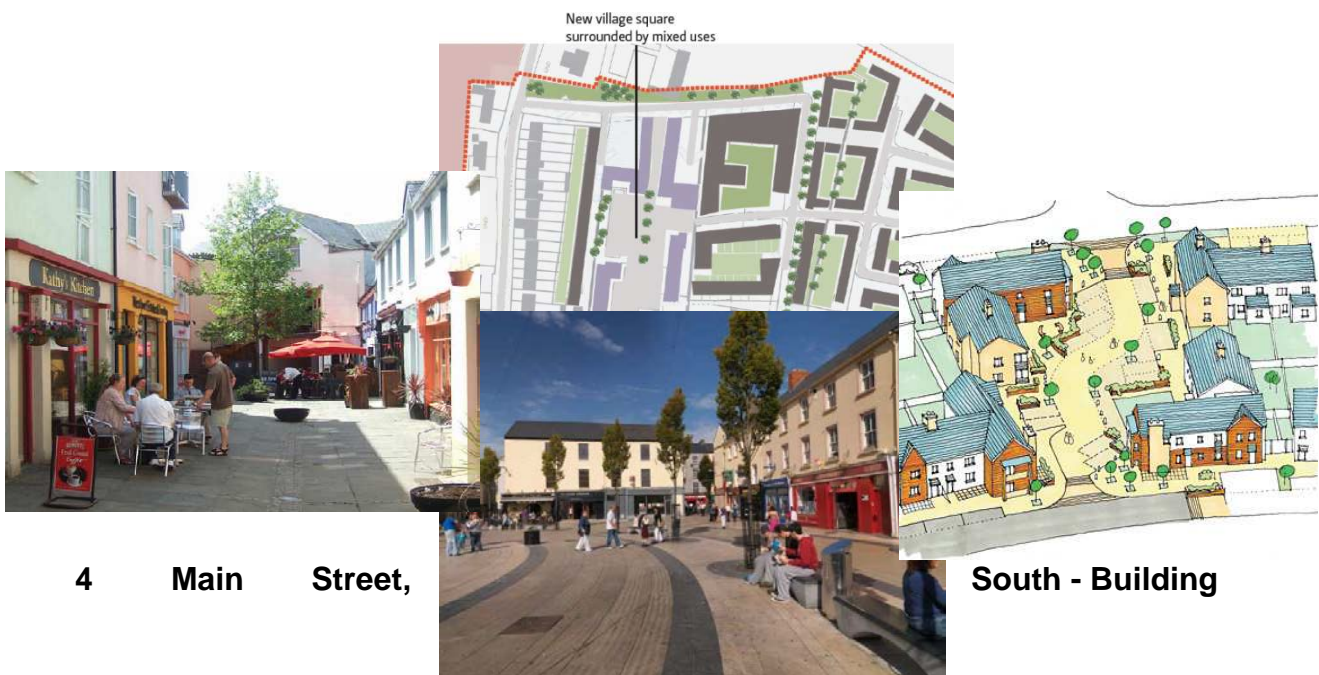 New village square
surrounded by mixed uses
Kathy's Kitchen
4 Main Street, South - Building